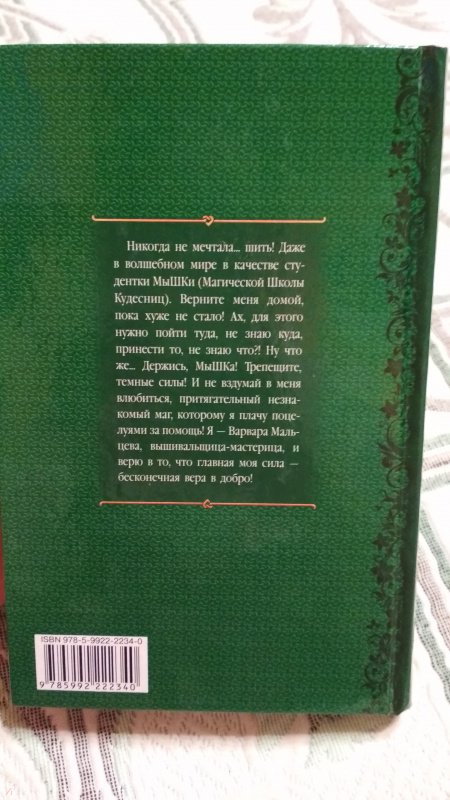 Никогда не мечтала... шить! Даже
в волшебном мире в качестве сту-
дентки МыШКи (Магической Школы
Кудесниц). Верните меня домой,
пока хуже не стало! Ах, для этого
нужно пойти туда, не знаю куда,
принести то, не знаю что?! Ну что
же... Держись, МыШКа! Трепещите,
темные силы! И не вздумай в меня
влюбиться, притягательный незна-
комый маг, которому я плачу поце-
луями за помощь! Я — Варвара Маль-
цева, вышивальщица-мастерица, и
верю в то, что главная моя сила —
бесконечная вера в добро!
ISBN 978-5-9922-2234-0
9 785992 222340